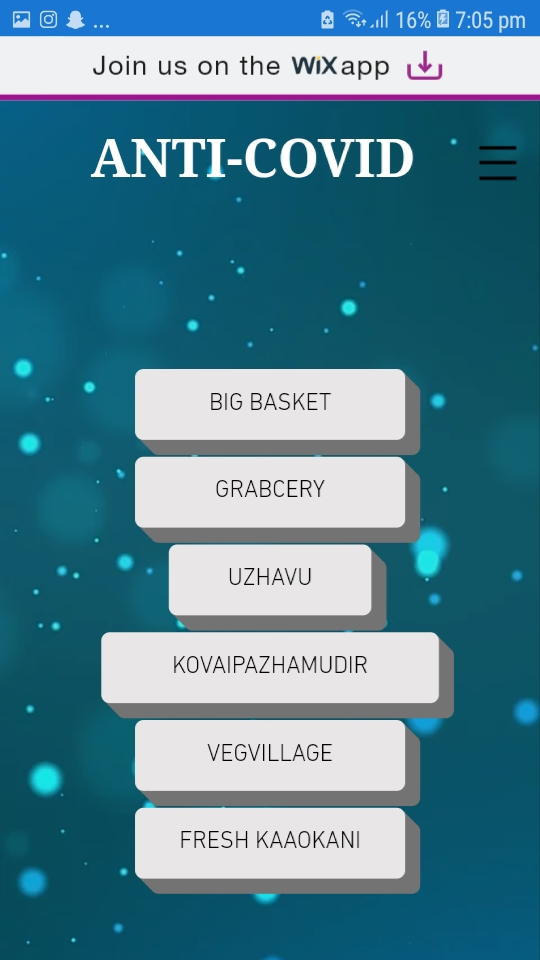 ... 16% 7:05 pm
Join us on the WiX app
ANTI-COVID
BIG BASKET
GRABCERY
UZHAVU
KOVAIPAZHAMUDIR
VEGVILLAGE
FRESH KAAOKANI